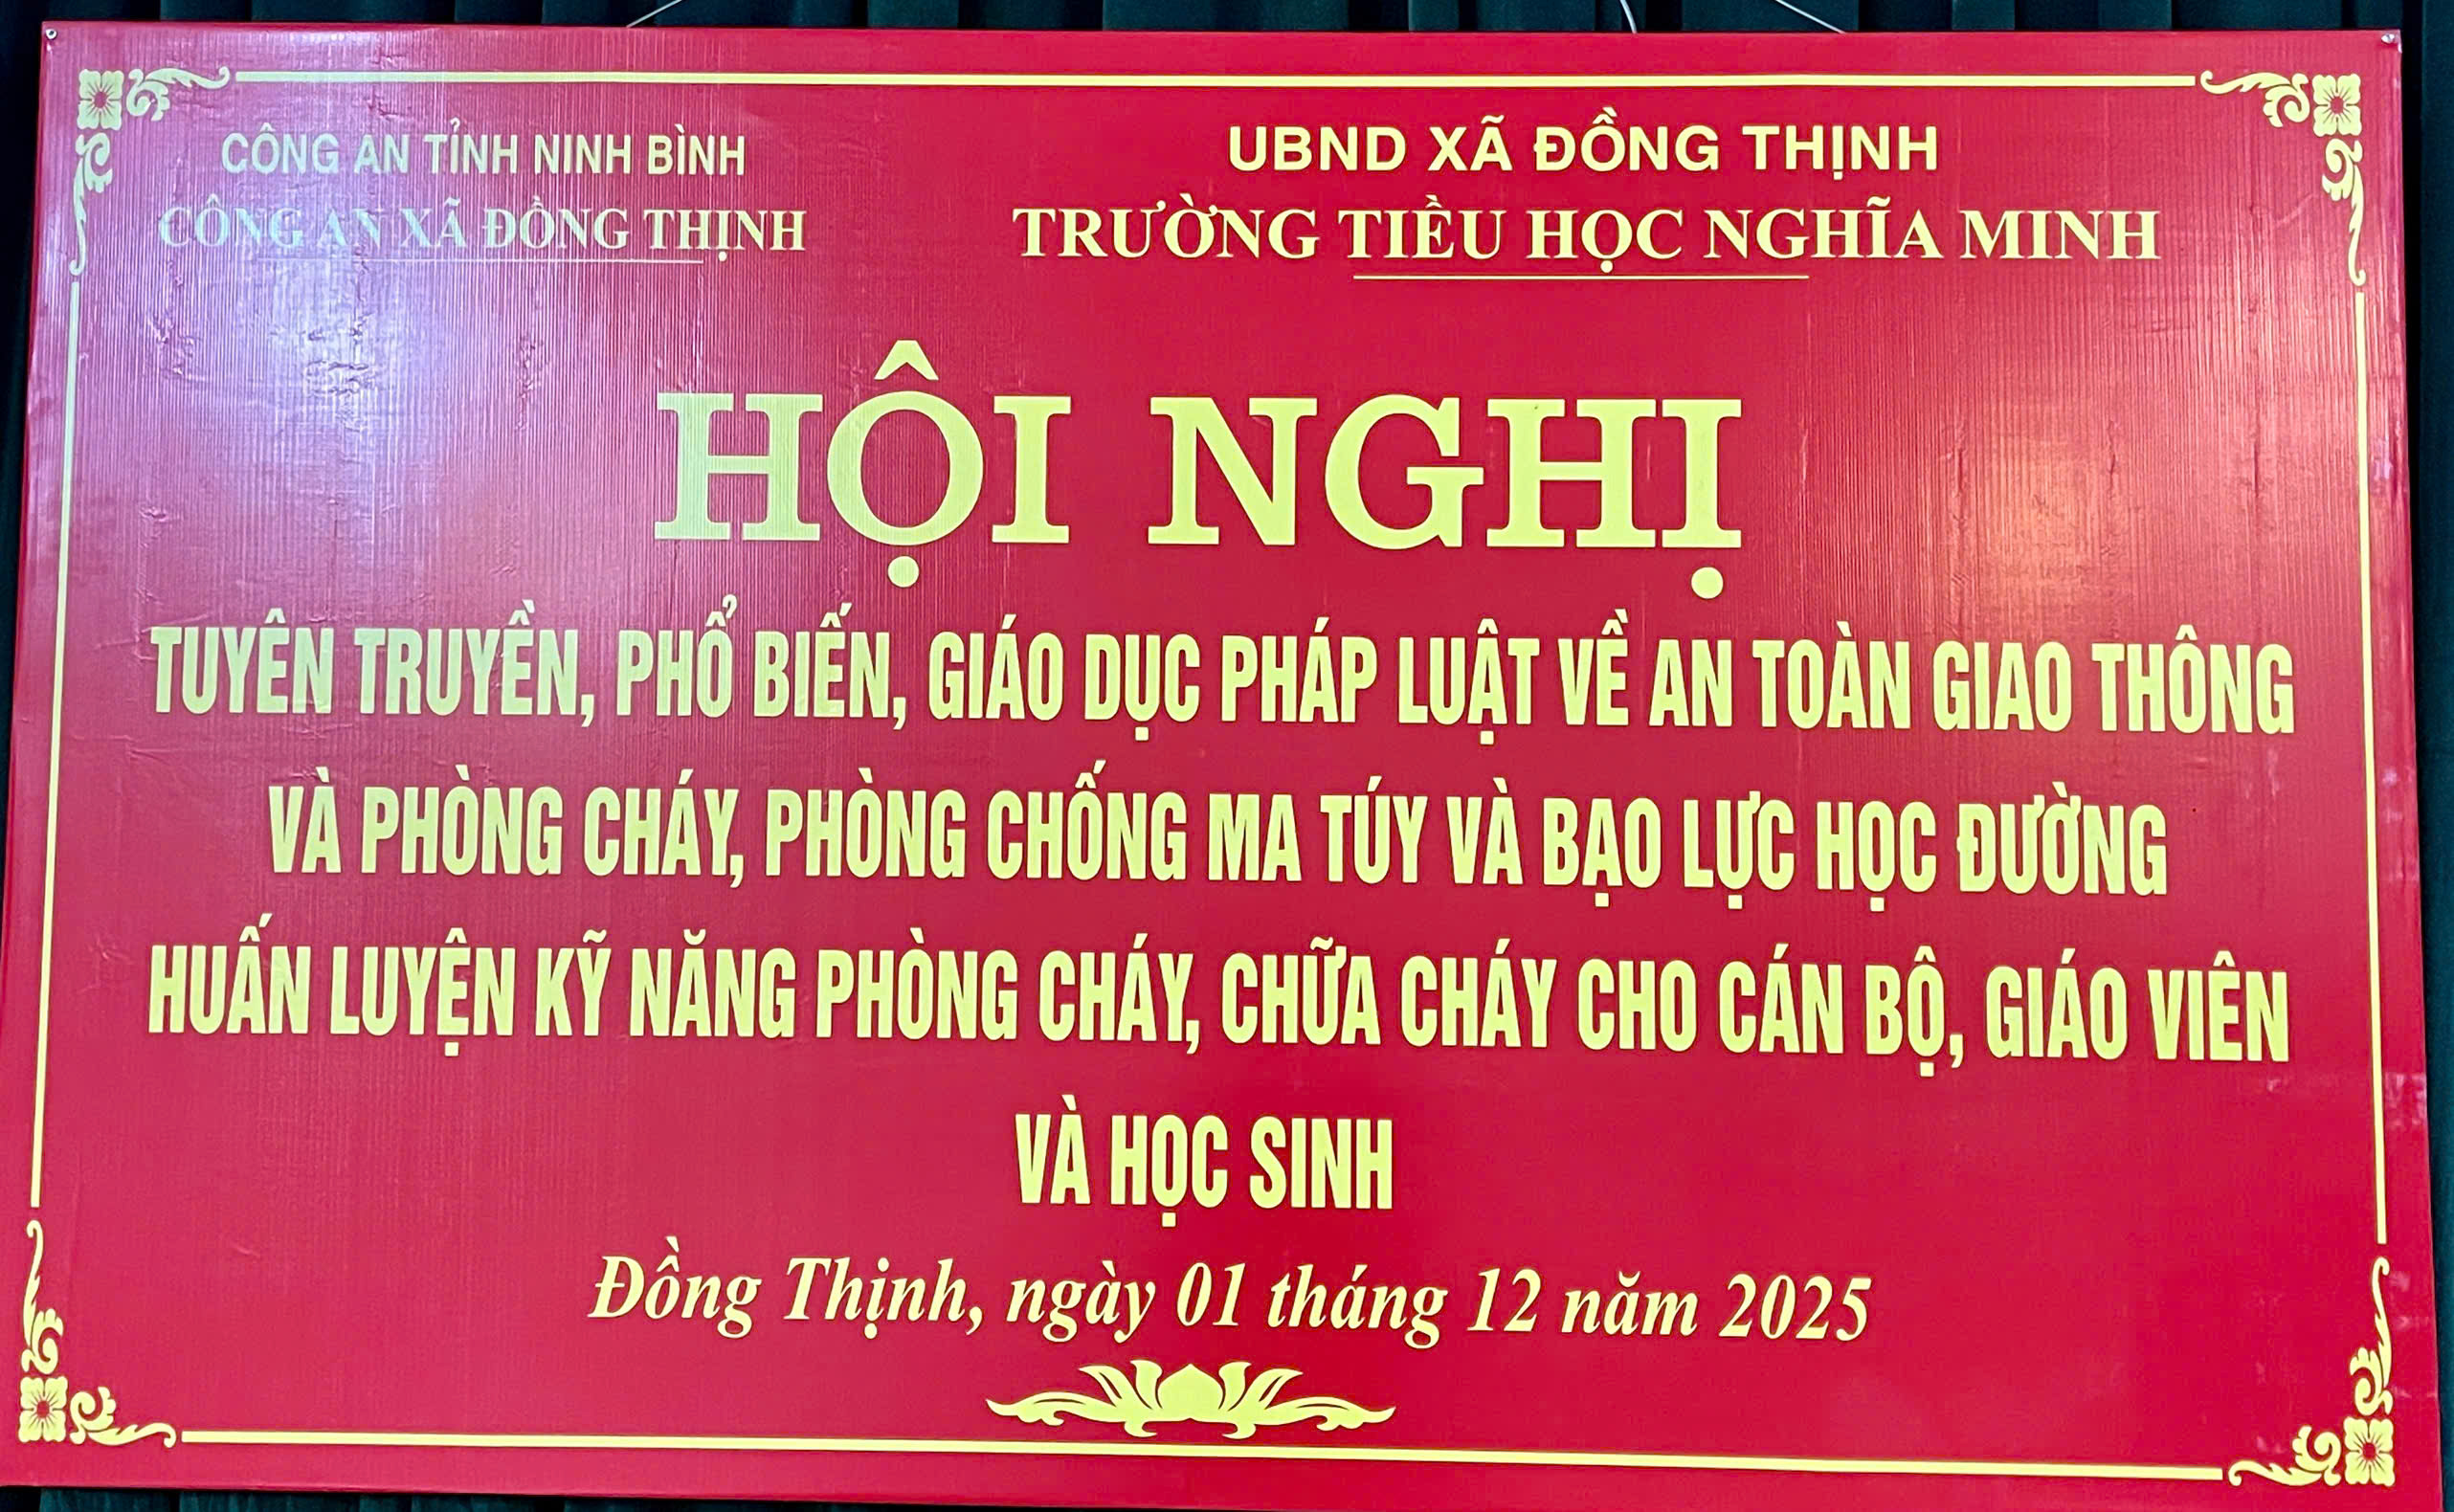 CÔNG AN TỈNH NINH BÌNH
CÔNG AN XÃ ĐỒNG THỊNH
UBND XÃ ĐỒNG THỊNH
TRƯỜNG TIỀU HỌC NGHĨA MINH
HỘI NGHỊ
TUYÊN TRUYỀN, PHỔ BIẾN, GIÁO DỤC PHÁP LUẬT VỀ AN TOÀN GIAO THÔNG
VÀ PHÒNG CHÁY, PHÒNG CHỐNG MA TÚY VÀ BẠO LỰC HỌC ĐƯỜNG
HUẤN LUYỆN KỸ NĂNG PHÒNG CHÁY, CHỮA CHÁY CHO CÁN BỘ, GIÁO VIÊN
VÀ HỌC SINH
Đồng Thịnh, ngày 01 tháng 12 năm 2025